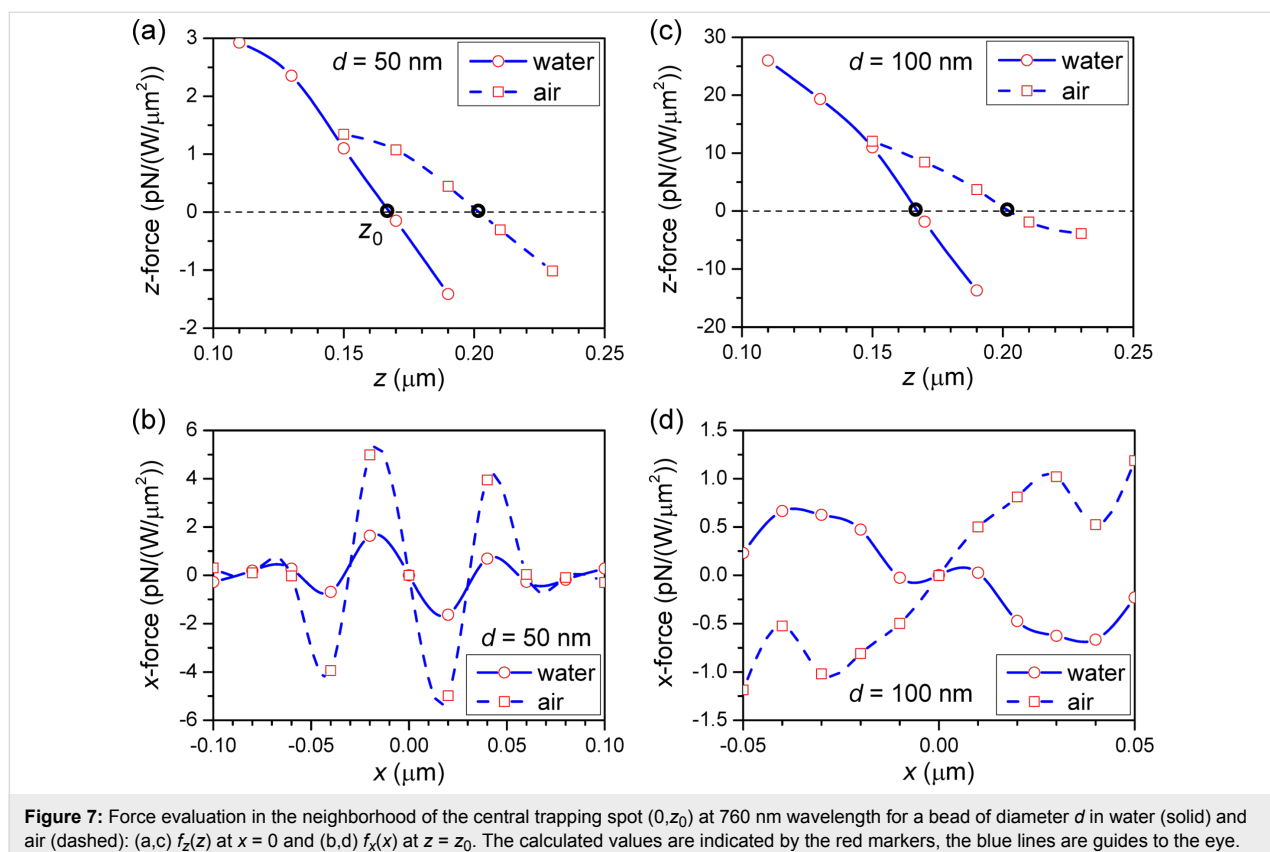 (a)
3
2
1
0
-1
-2
z-force (pN/(W/μm²))
d = 50 nm
water
air
z₀
0.10 0.15 0.20 0.25
z (μm)
(c)
30
20
10
0
-10
-20
z-force (pN/(W/μm²))
d = 100 nm
water
air
0.10 0.15 0.20 0.25
z (μm)
(b)
6
4
2
0
-2
-4
-6
x-force (pN/(W/μm²))
d = 50 nm
water
air
-0.10 -0.05 0.00 0.05 0.10
x (μm)
(d)
1.5
1.0
0.5
0.0
-0.5
-1.0
-1.5
x-force (pN/(W/μm²))
water
air
d = 100 nm
-0.05 0.00 0.05
x (μm)
Figure 7: Force evaluation in the neighborhood of the central trapping spot (0,z₀) at 760 nm wavelength for a bead of diameter d in water (solid) and
air (dashed): (a,c) f_z(z) at x = 0 and (b,d) f_x(x) at z = z₀. The calculated values are indicated by the red markers, the blue lines are guides to the eye.